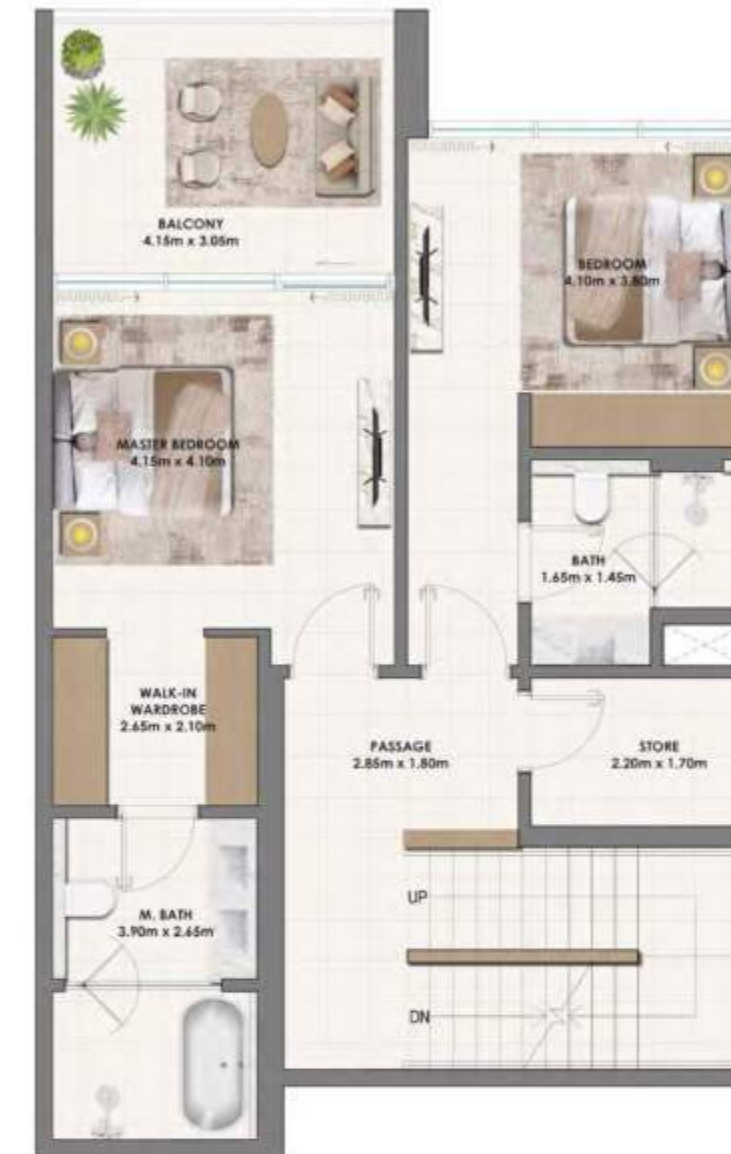 BALCONY
4.15m x 3.05m
BEDROOM
4.10m x 3.80m
MASTER BEDROOM
4.15m x 4.10m
BATH
1.65m x 1.45m
WALK-IN
WARDROBE
2.65m x 2.10m
PASSAGE
2.85m x 1.80m
STORE
2.20m x 1.70m
UP
M. BATH
3.90m x 2.65m
DN